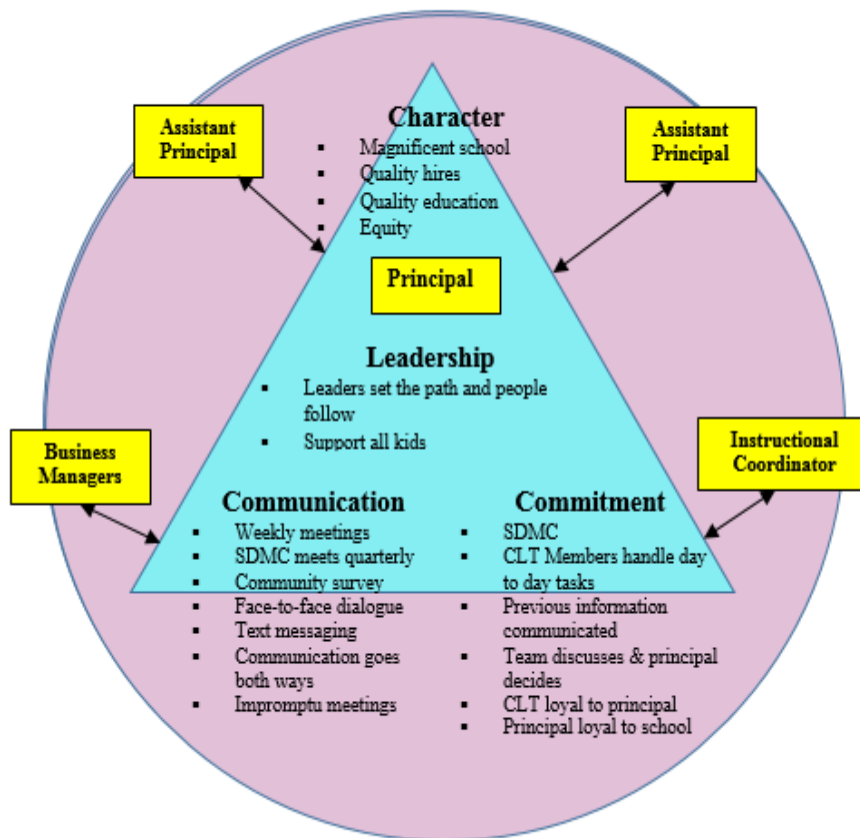 Character
▪ Magnificent school
▪ Quality hires
▪ Quality education
▪ Equity
Assistant
Principal
Assistant
Principal
Principal
Leadership
▪ Leaders set the path and people
follow
▪ Support all kids
Business
Managers
Instructional
Coordinator
Communication
▪ Weekly meetings
▪ SDMC meets quarterly
▪ Community survey
▪ Face-to-face dialogue
▪ Text messaging
▪ Communication goes
both ways
▪ Impromptu meetings
Commitment
▪ SDMC
▪ CLT Members handle day
to day tasks
▪ Previous information
communicated
▪ Team discusses & principal
decides
▪ CLT loyal to principal
▪ Principal loyal to school